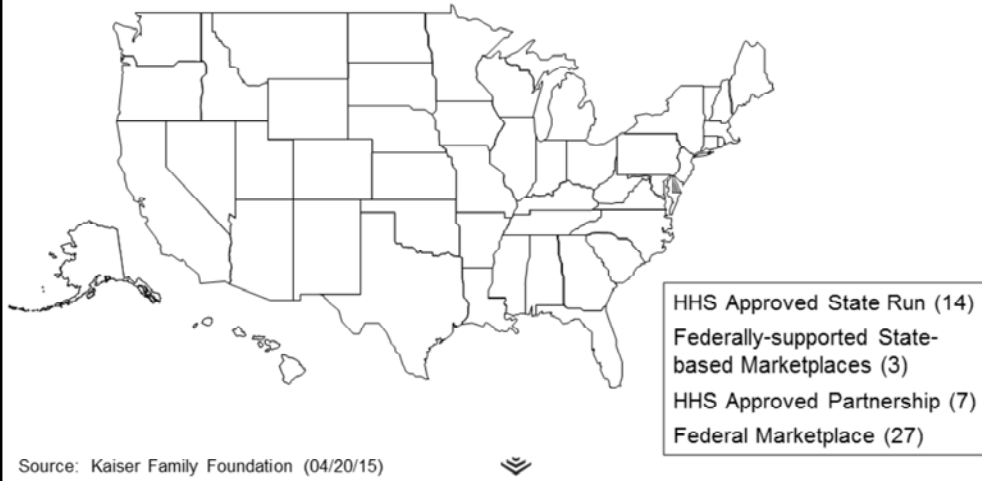 HHS Approved State Run (14)
Federally-supported State-
based Marketplaces (3)
HHS Approved Partnership (7)
Federal Marketplace (27)
Source: Kaiser Family Foundation (04/20/15)